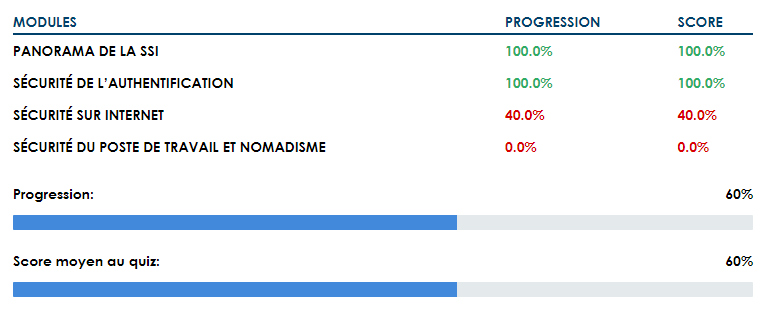 MODULES PROGRESSION SCORE
PANORAMA DE LA SSI 100.0% 100.0%
SÉCURITÉ DE L’AUTHENTIFICATION 100.0% 100.0%
SÉCURITÉ SUR INTERNET 40.0% 40.0%
SÉCURITÉ DU POSTE DE TRAVAIL ET NOMADISME 0.0% 0.0%
Progression: 60%
Score moyen au quiz: 60%